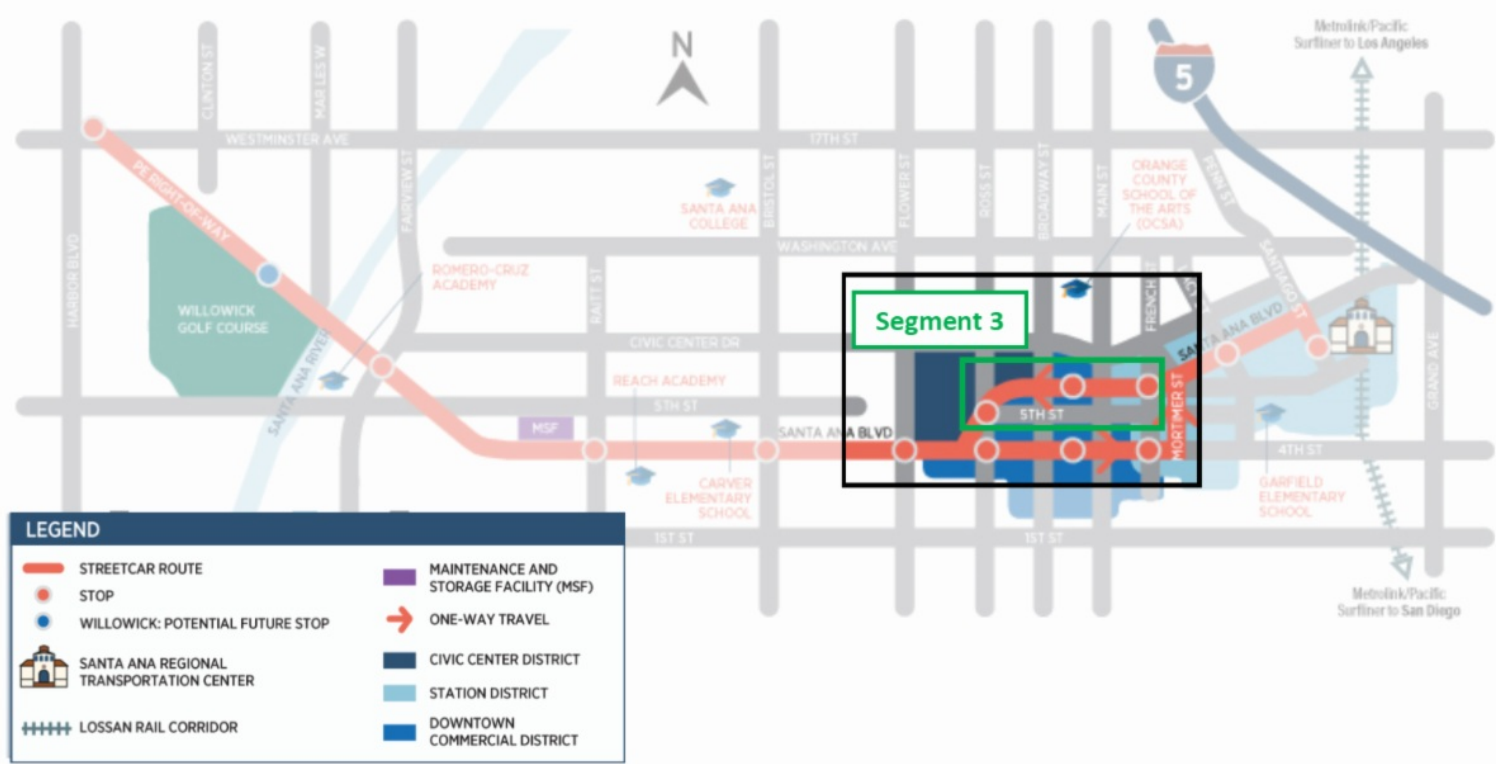 N
Metrolink/Pacific
Surfliner to Los Angeles
5
CLINTON ST
WESTMINSTER AVE
17TH ST
PE RIGHT-OF-WAY
FAIRVIEW ST
HARBOR BLVD
SANTA ANA
COLLEGE
BRISTOL ST
FLOWER ST
ROSS ST
BROADWAY ST
MAIN ST
ORANGE
COUNTY
SCHOOL OF
THE ARTS
(OCSA)
PENN ST
WASHINGTON AVE
SANTIAGO ST
ROMERO-CRUZ
ACADEMY
RAITT ST
WILLOWICK
GOLF COURSE
SANTA ANA RIVER
CIVIC CENTER DR
Segment 3
FRENCH ST
SANTA ANA BLVD
GRAND AVE
REACH ACADEMY
5TH ST
5TH ST
MORTIMER ST
MSF
SANTA ANA BLVD
4TH ST
CARVER
ELEMENTARY
SCHOOL
GARFIELD
ELEMENTARY
SCHOOL
1ST ST
1ST ST
Metrolink/Pacific
Surfliner to San Diego
LEGEND
STREETCAR ROUTE
STOP
WILLOWICK: POTENTIAL FUTURE STOP
SANTA ANA REGIONAL
TRANSPORTATION CENTER
LOSSAN RAIL CORRIDOR
MAINTENANCE AND
STORAGE FACILITY (MSF)
ONE-WAY TRAVEL
CIVIC CENTER DISTRICT
STATION DISTRICT
DOWNTOWN
COMMERCIAL DISTRICT